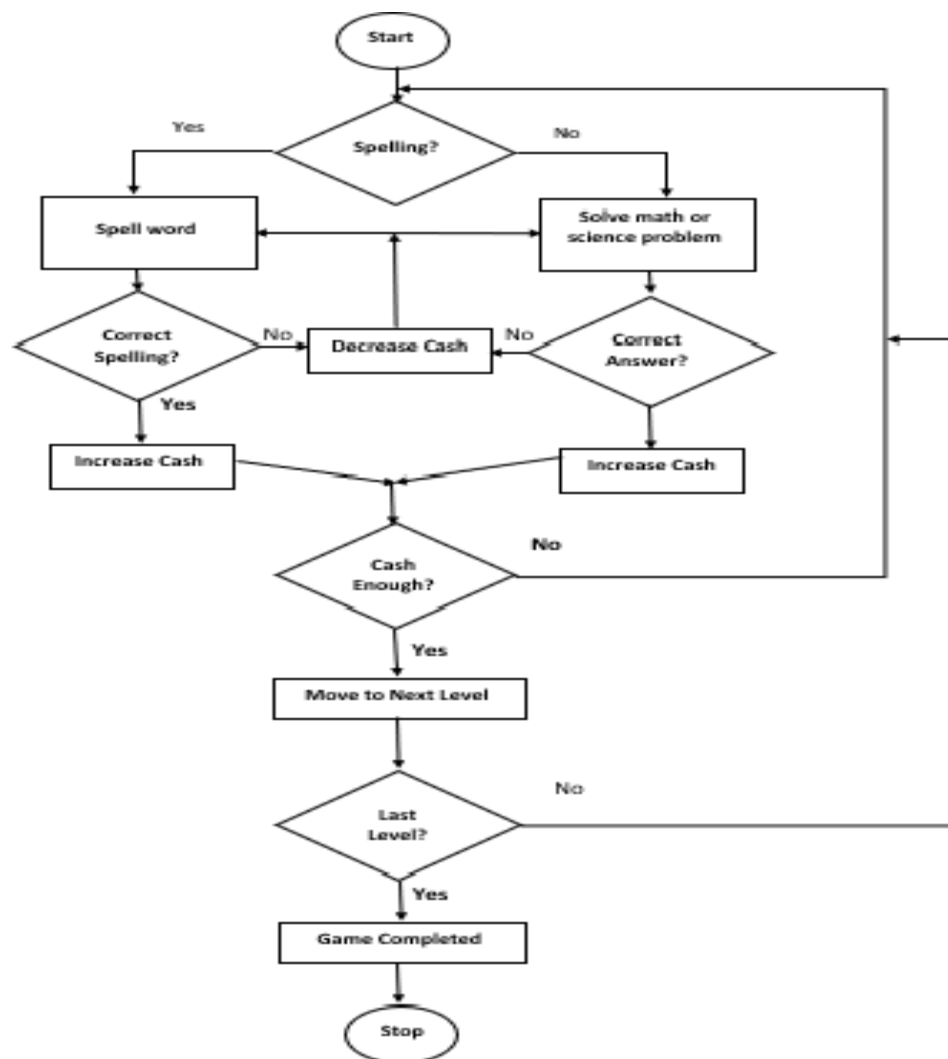 Start
Yes
No
Spelling?
Spell word
Solve math or
science problem
Correct
Spelling?
No
Decrease Cash
No
Correct
Answer?
Yes
Increase Cash
Increase Cash
No
Cash
Enough?
Yes
Move to Next Level
No
Last
Level?
Yes
Game Completed
Stop